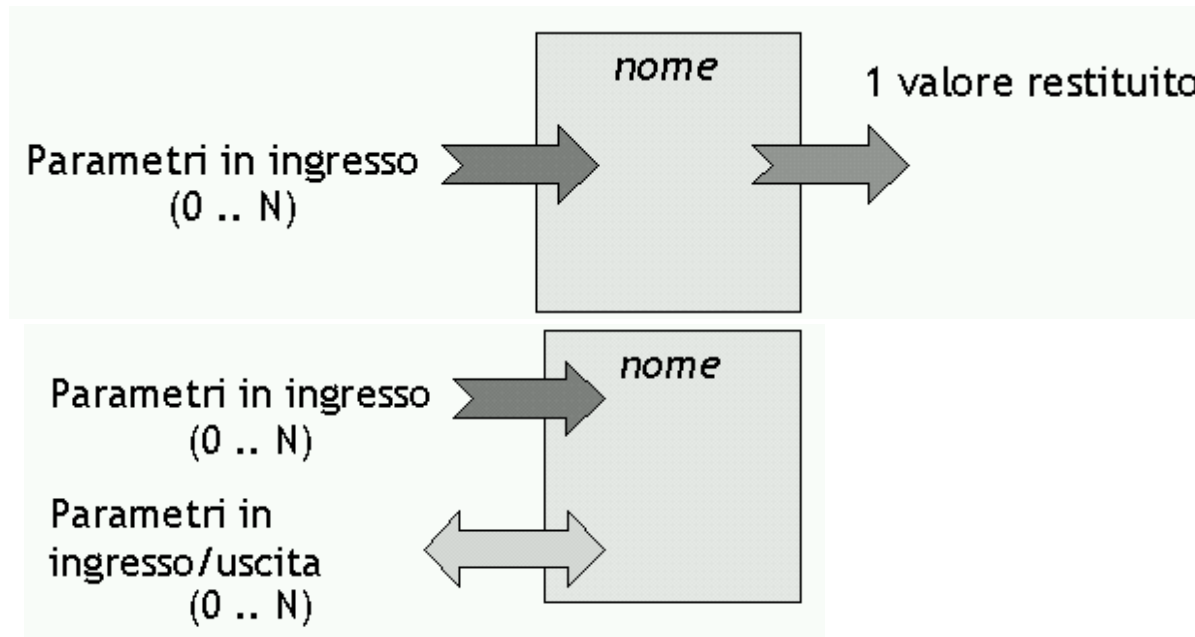 nome
1 valore restituito
Parametri in ingresso
(0 .. N)
nome
Parametri in ingresso
(0 .. N)
Parametri in
ingresso/uscita
(0 .. N)